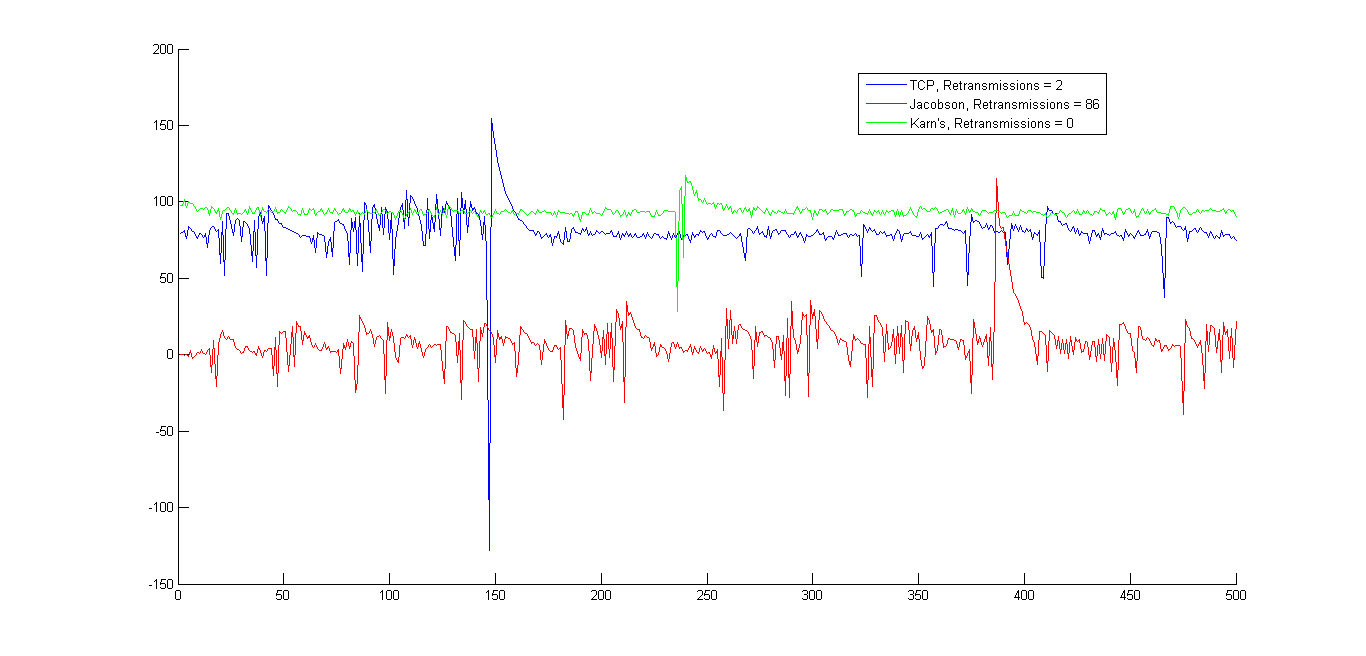 200
150
100
50
0
-50
-100
-150
0 50 100 150 200 250 300 350 400 450 500
TCP, Retransmissions = 2
Jacobson, Retransmissions = 86
Karn's, Retransmissions = 0